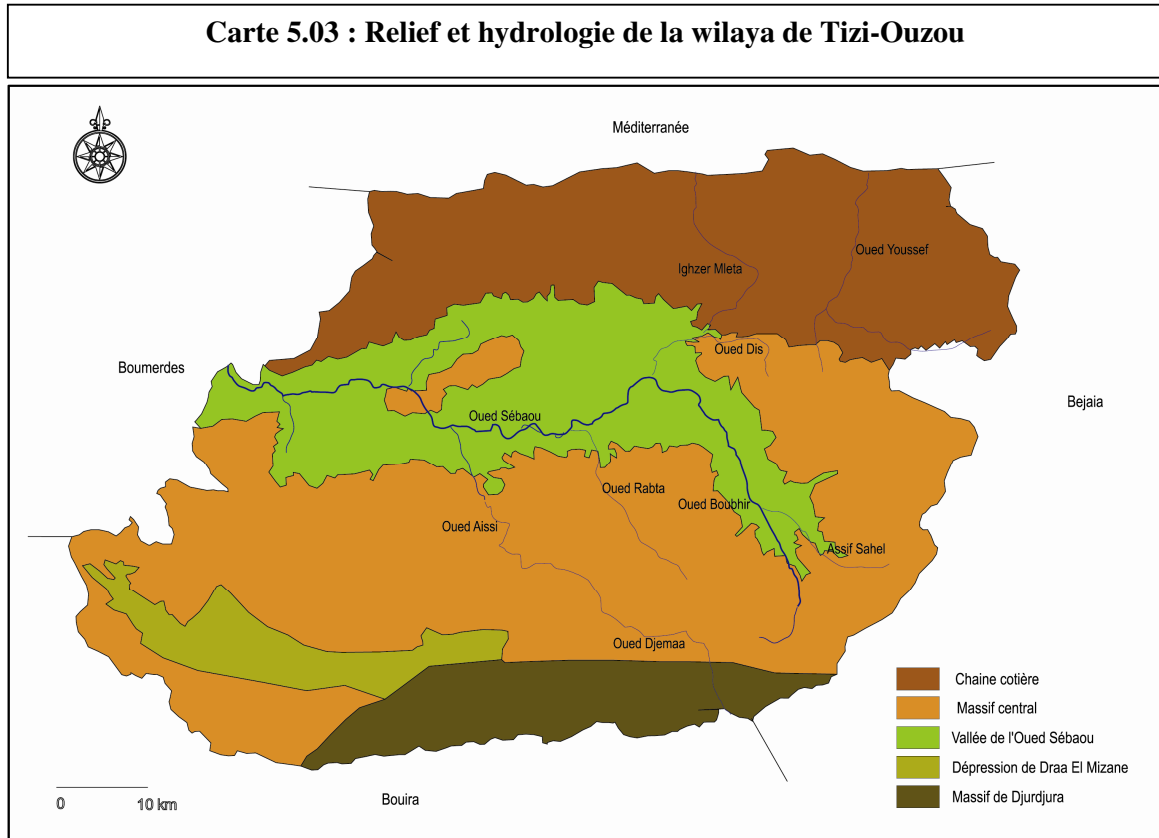 Carte 5.03 : Relief et hydrologie de la wilaya de Tizi-Ouzou
Méditerranée
Oued Youssef
Ighzer Mleta
Oued Dis
Boumerdes
Bejaia
Oued Sébaou
Oued Rabta
Oued Boubhir
Oued Aissi
Assif Sahel
Oued Djemaa
Chaine cotière
Massif central
Vallée de l'Oued Sébaou
Dépression de Draa El Mizane
Massif de Djurdjura
0 10 km
Bouira